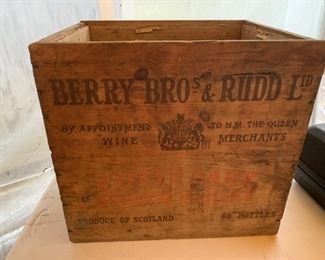 BERRY BROS & RUDD LTD
BY APPOINTMENT TO H.M. THE QUEEN
WINE MERCHANTS
PRODUCE OF SCOTLAND 48 BOTTLES